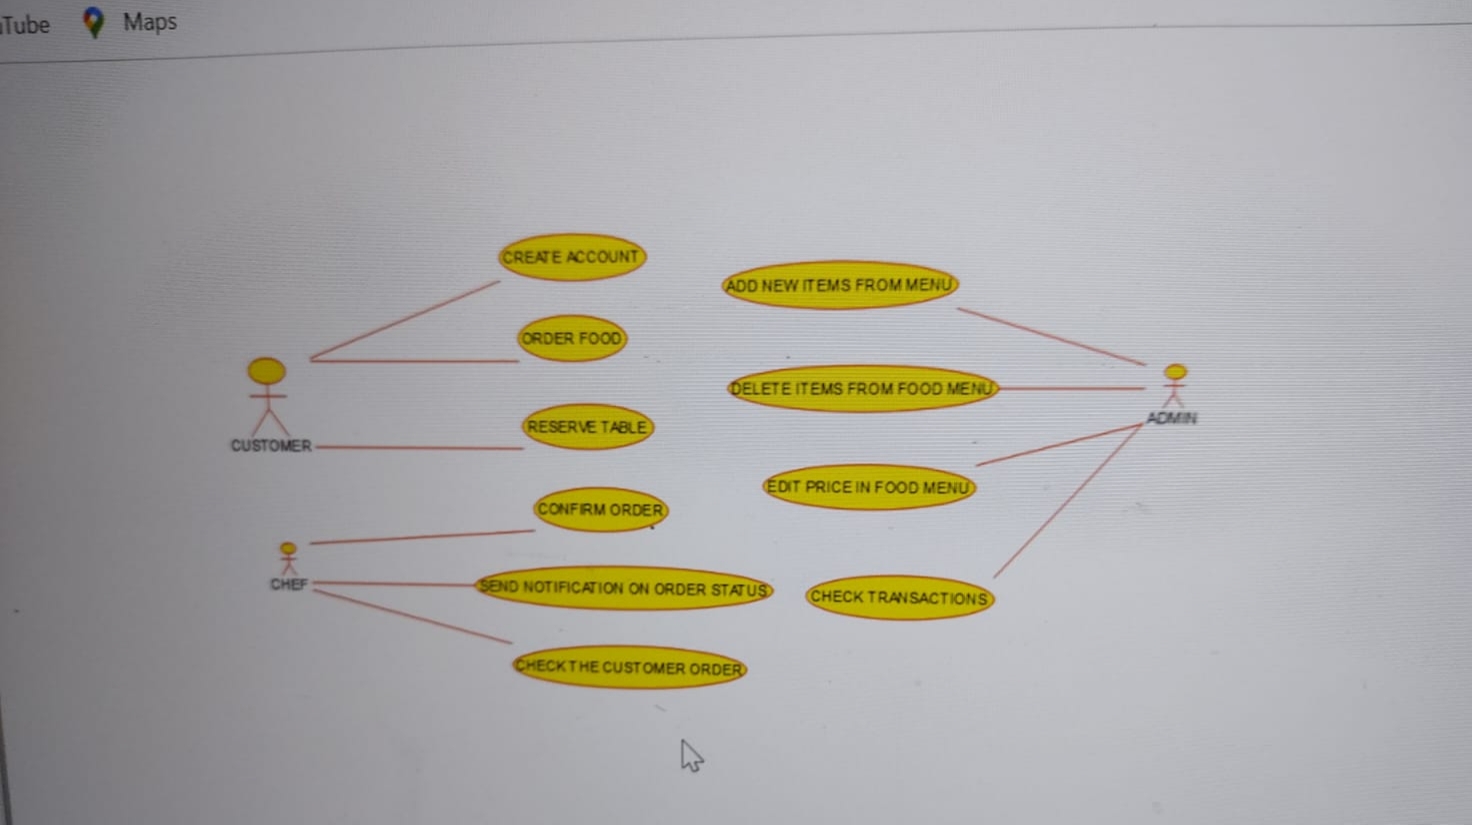 Tube
Maps
CREATE ACCOUNT
ADD NEW ITEMS FROM MENU
ORDER FOOD
DELETE ITEMS FROM FOOD MENU
ADMIN
RESERVE TABLE
CUSTOMER
EDIT PRICE IN FOOD MENU
CONFIRM ORDER
CHEF
SEND NOTIFICATION ON ORDER STATUS
CHECK TRANSACTIONS
CHECK THE CUSTOMER ORDER